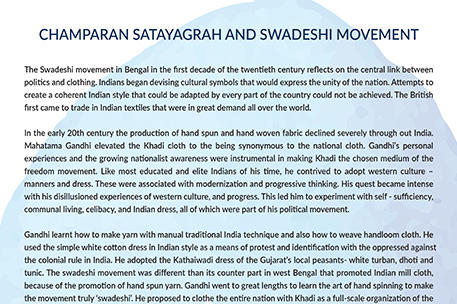 CHAMPARAN SATAYAGRAH AND SWADESHI MOVEMENT
The Swadeshi movement in Bengal in the first decade of the twentieth century reflects on the central link between
politics and clothing. Indians began devising cultural symbols that would express the unity of the nation. Attempts to
create a coherent Indian style that could be adapted by every part of the country could not be achieved. The British
first came to trade in Indian textiles that were in great demand all over the world.
In the early 20th century the production of hand spun and hand woven fabric declined severely through out India.
Mahatama Gandhi elevated the Khadi cloth to the being synonymous to the national cloth. Gandhi's personal
experiences and the growing nationalist awareness were instrumental in making Khadi the chosen medium of the
freedom movement. Like most educated and elite Indians of his time, he contrived to adopt western culture –
manners and dress. These were associated with modernization and progressive thinking. His quest became intense
with his disillusioned experiences of western culture, and progress. This led him to experiment with self - sufficiency,
communal living, celibacy, and Indian dress, all of which were part of his political movement.
Gandhi learnt how to make yarn with manual traditional India technique and also how to weave handloom cloth. He
used the simple white cotton dress in Indian style as a means of protest and identification with the oppressed against
the colonial rule in India. He adopted the Kathaiwadi dress of the Gujarat's local peasants- white turban, dhoti and
tunic. The swadeshi movement was different than its counter part in west Bengal that promoted Indian mill cloth,
because of the promotion of hand spun yarn. Gandhi went to great lengths to learn the art of hand spinning to make
the movement truly 'swadeshi'. He proposed to clothe the entire nation with Khadi as a full-scale organization of the